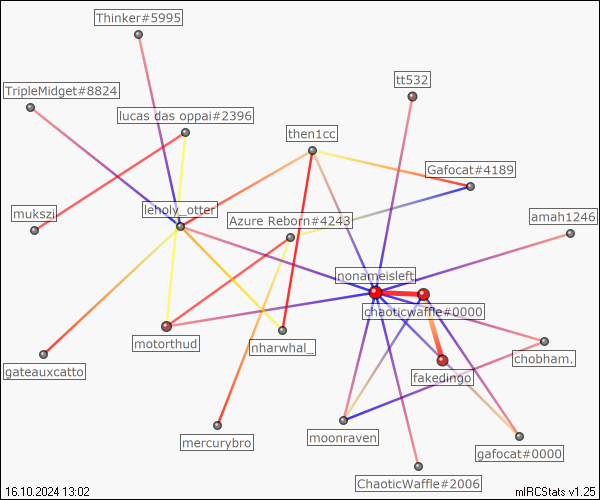 Thinker#5995
tt532
TripleMidget#8824
lucas das oppai#2396
then1cc
Gafocat#4189
mukszi
leholy_otter
Azure Reborn#4243
amah1246
nonameisleft
chaoticwaffle#0000
motorthud
nharwhal_
chobham.
gateauxcatto
fakedingo
mercurybro
moonraven
gafocat#0000
ChaoticWaffle#2006
16.10.2024 13:02
mIRCStats v1.25